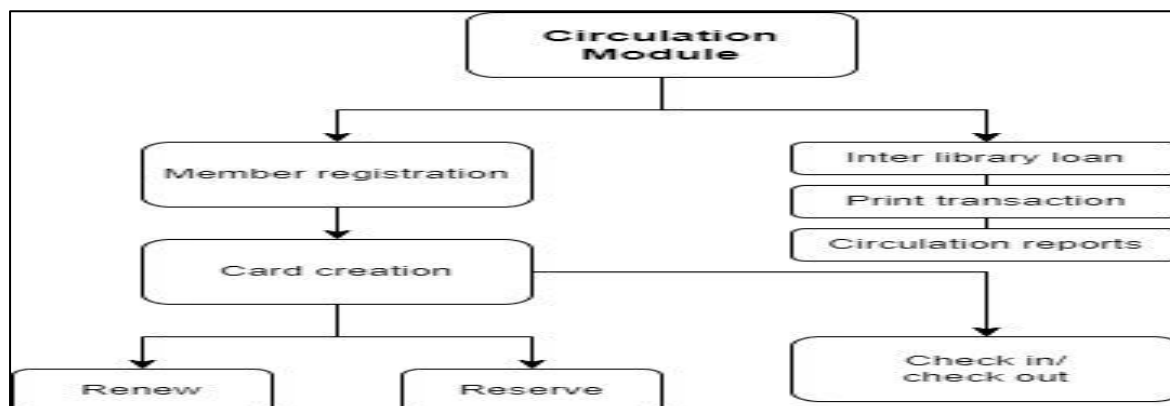 Circulation
Module
Member registration
Inter library loan
Print transaction
Circulation reports
Card creation
Check in/
check out
Renew
Reserve